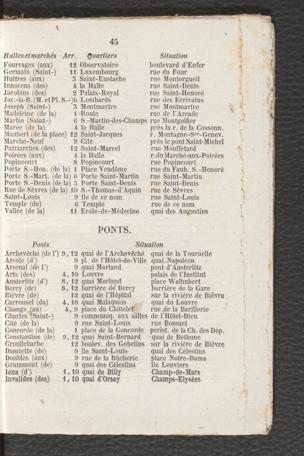 45
Halles et marchés Arr. Quartiers Situation
Fourrages (aux) 12 Observatoire boulevard d'Enfer
Germain (Saint-) 11 Luxembourg rue du Four
Huîtres (aux) 3 Saint-Eustache rue Montorgueil
Innocens (des) 4 la Halle rue Saint-Denis
Jacobins (des) 2 Palais-Royal rue Saint-Honoré
Jac.-la-B. (M. et Pl. S.-) 6 Lombards rue des Ecrivains
Joseph (Saint-) 3 Montmartre rue Montmartre
Madeleine (de la) 1 Roule rue de l'Arcade
Martin (Saint-) 6 S.-Martin-des-Champs rue Montgolfier
Marée (de la) 4 la Halle près la r. de la Cossonn.
Maubert (de la place) 12 Saint-Jacques r. Montagne-Ste-Genev.
Marché-Neuf 9 Cité près le pont Saint-Michel
Patriarches (des) 12 Saint-Marcel rue Mouffetard
Poirées (aux) 4 la Halle r. du Marché-aux-Poirées
Popincourt 8 Popincourt rue Popincourt
Porte S.-Hon. (de la) 1 Place Vendôme rue du Faub. S.-Honoré
Porte S.-Mart. (de la) 6 Porte Saint-Martin rue Saint-Martin
Porte S.-Denis (de la) 3 Porte Saint-Denis rue Saint-Denis
Rue de Sèvres (de la) 10 S.-Thomas-d'Aquin rue de Sèvres
Saint-Louis 9 Ile de ce nom rue Saint-Louis
Temple (du) 6 Temple rue de ce nom
Vallée (de la) 11 Ecole-de-Médecine quai des Augustins
PONTS.
Ponts Situation
Archevêché (de l') 9, 12 quai de l'Archevêché quai de la Tournelle
Arcole (d') 9 pl. de l'Hôtel-de-Ville quai Napoléon
Arsenal (de l') 9 quai Morland pont d'Austerlitz
Arts (des) 4, 10 Louvre palais de l'Institut
Austerlitz (d') 8, 12 quai Morland place Walhubert
Bercy (de) 8, 12 barrière de Bercy barrière de la Gare
Bièvre (de) 12 quai de l'Hôpital sur la rivière de Bièvre
Carrousel (du) 4, 10 quai Malaquais quai du Louvre
Change (au) 4, 9 place du Châtelet rue de la Barillerie
Charles (Saint-) 9 communiq. aux salles de l'Hôtel-Dieu
Cité (de la) 9 rue Saint-Louis rue Bossuet
Concorde (de la) 1 place de la Concorde périst. de la Ch. des Dép.
Constantine (de) 9, 12 quai Saint-Bernard quai de Béthune
Croullebarbe 12 boulev. des Gobelins sur la rivière de Bièvre
Damiette (de) 9 île Saint-Louis quai des Célestins
Doubles (aux) 9 rue de la Bûcherie place Notre-Dame
Grammont (de) 9 quai des Célestins île Louviers
Iéna (d') 1, 10 quai de Billy Champ-de-Mars
Invalides (des) 1, 10 quai d'Orsay Champs-Elysées